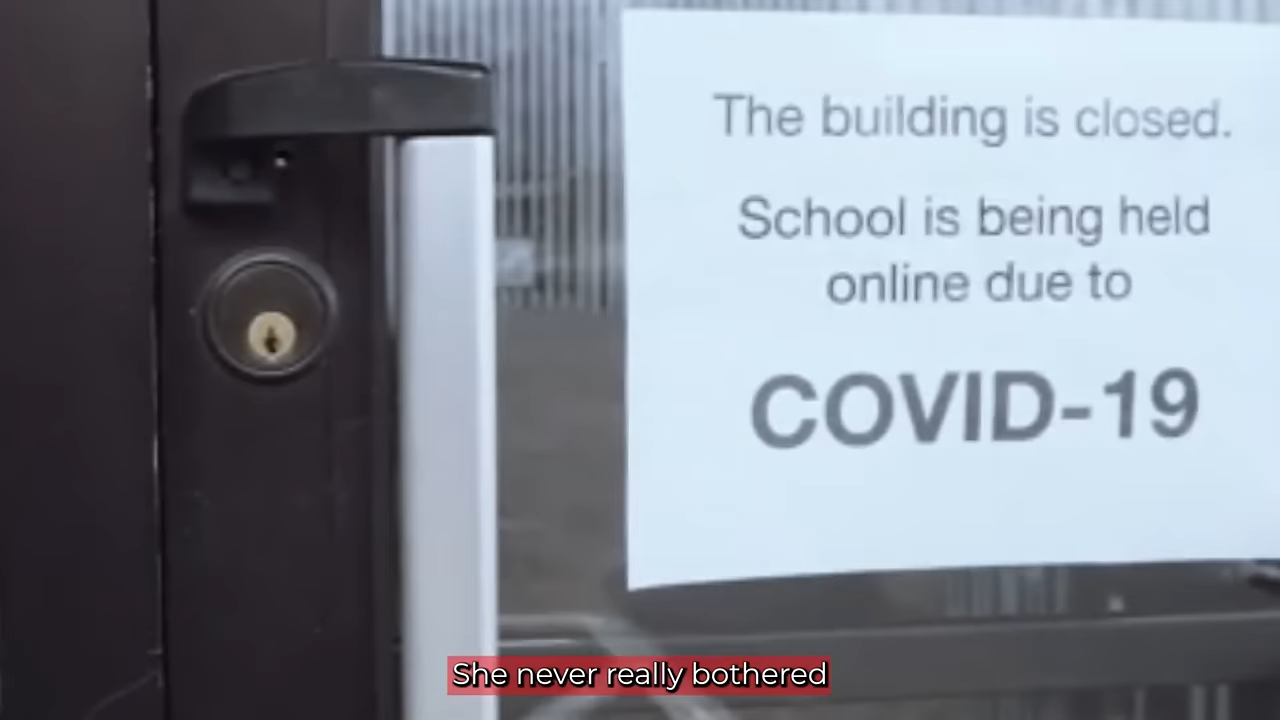 The building is closed.
School is being held
online due to
COVID-19
She never really bothered